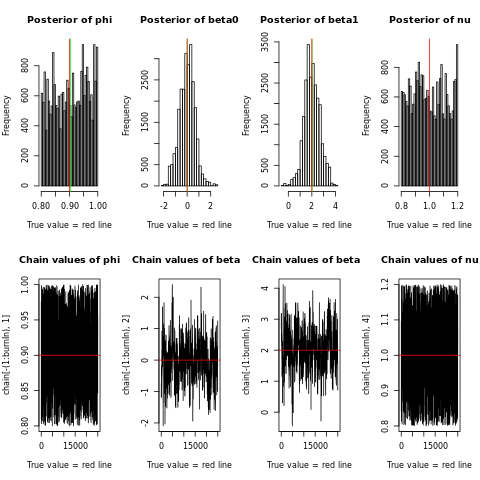 Posterior of phi
Posterior of beta0
Posterior of beta1
Posterior of nu
Frequency
0 200 400 600 800
0.80 0.90 1.00
True value = red line
Frequency
0 500 1500 3500
-2 0 2
True value = red line
Frequency
0 500 1500 2500 3500
0 2 4
True value = red line
Frequency
0 200 400 600 800
0.8 1.0 1.2
True value = red line
Chain values of phi
Chain values of beta
Chain values of beta
Chain values of nu
chain[-(1:burnIn), 1]
0.80 0.85 0.90 0.95 1.00
0 15000
True value = red line
chain[-(1:burnIn), 2]
-2 -1 0 1 2
0 15000
True value = red line
chain[-(1:burnIn), 3]
0 1 2 3 4
0 15000
True value = red line
chain[-(1:burnIn), 4]
0.8 0.9 1.0 1.1 1.2
0 15000
True value = red line